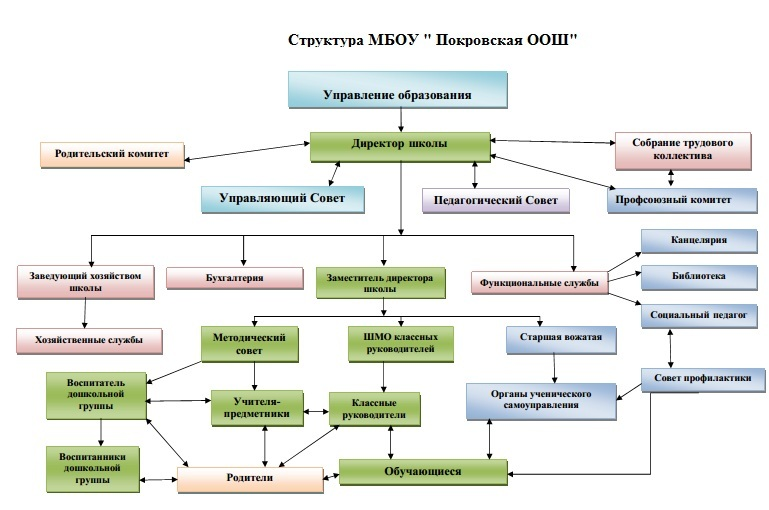 Структура МБОУ " Покровская ООШ"
Управление образования
Директор школы
Родительский комитет
Собрание трудового
коллектива
Управляющий Совет
Педагогический Совет
Профсоюзный комитет
Канцелярия
Заведующий хозяйством
школы
Бухгалтерия
Заместитель директора
школы
Функциональные службы
Библиотека
Социальный педагог
Хозяйственные службы
Методический
совет
ШМО классных
руководителей
Старшая вожатая
Воспитатель
дошкольной
группы
Учителя-
предметники
Классные
руководители
Органы ученического
самоуправления
Совет профилактики
Воспитанники
дошкольной
группы
Родители
Обучающиеся